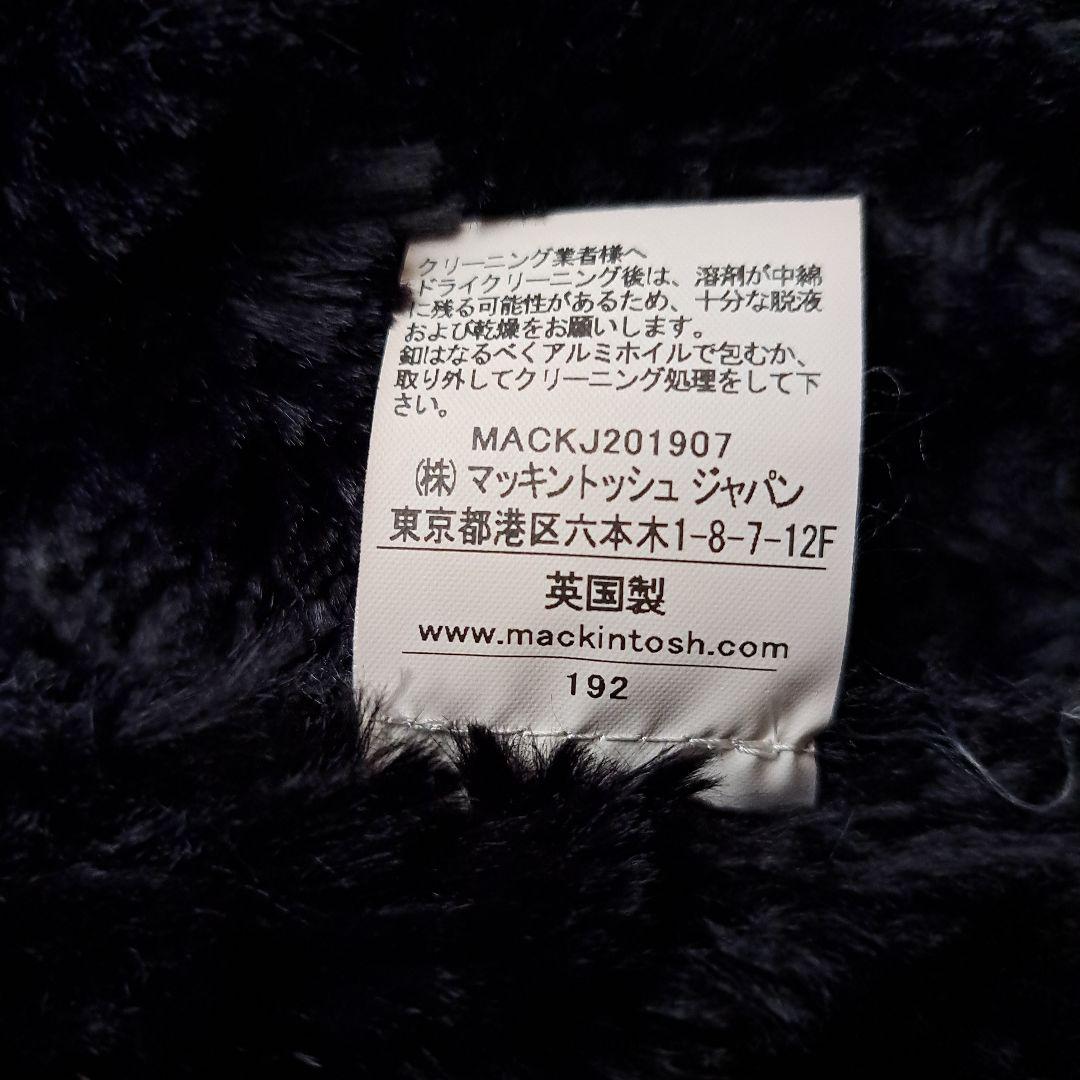 クリーニング業者様へ
ドライクリーニング後は、溶剤が中綿
に残る可能性があるため、十分な脱液
および乾燥をお願いします。
釦はなるべくアルミホイルで包むか、
取り外してクリーニング処理をして下
さい。
MACKJ201907
(株)マッキントッシュ ジャパン
東京都港区六本木1-8-7-12F
英国製
www.mackintosh.com
192